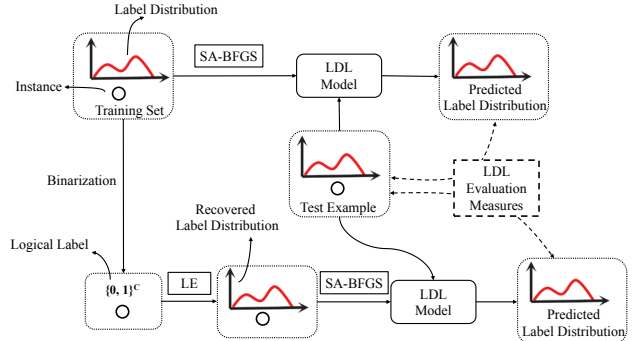 Label Distribution
SA-BFGS
LDL
Model
Instance
Training Set
Predicted
Label Distribution
Binarization
LDL
Evaluation
Measures
Test Example
Recovered
Label Distribution
Logical Label
{0, 1}^C
LE
SA-BFGS
LDL
Model
Predicted
Label Distribution